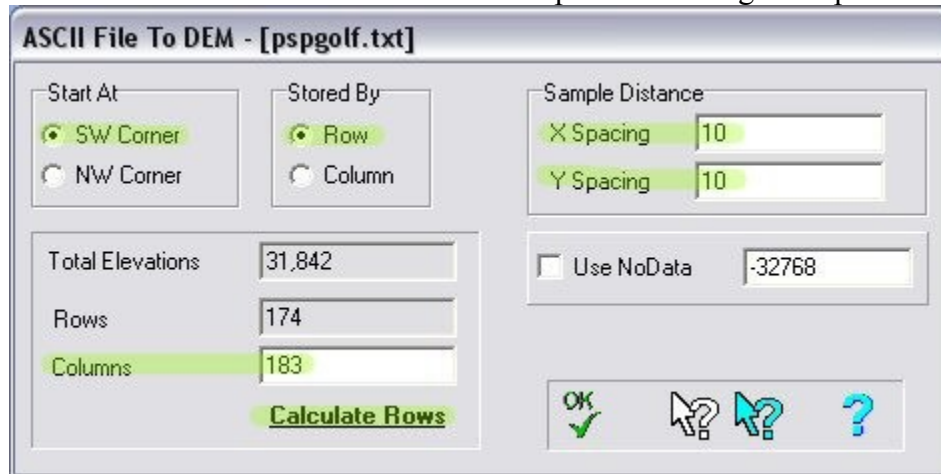 ASCII File To DEM - [pspgolf.txt]
Start At
SW Corner
NW Corner
Stored By
Row
Column
Sample Distance
X Spacing 10
Y Spacing 10
Total Elevations 31,842
Rows 174
Columns 183
Calculate Rows
Use NoData -32768
OK